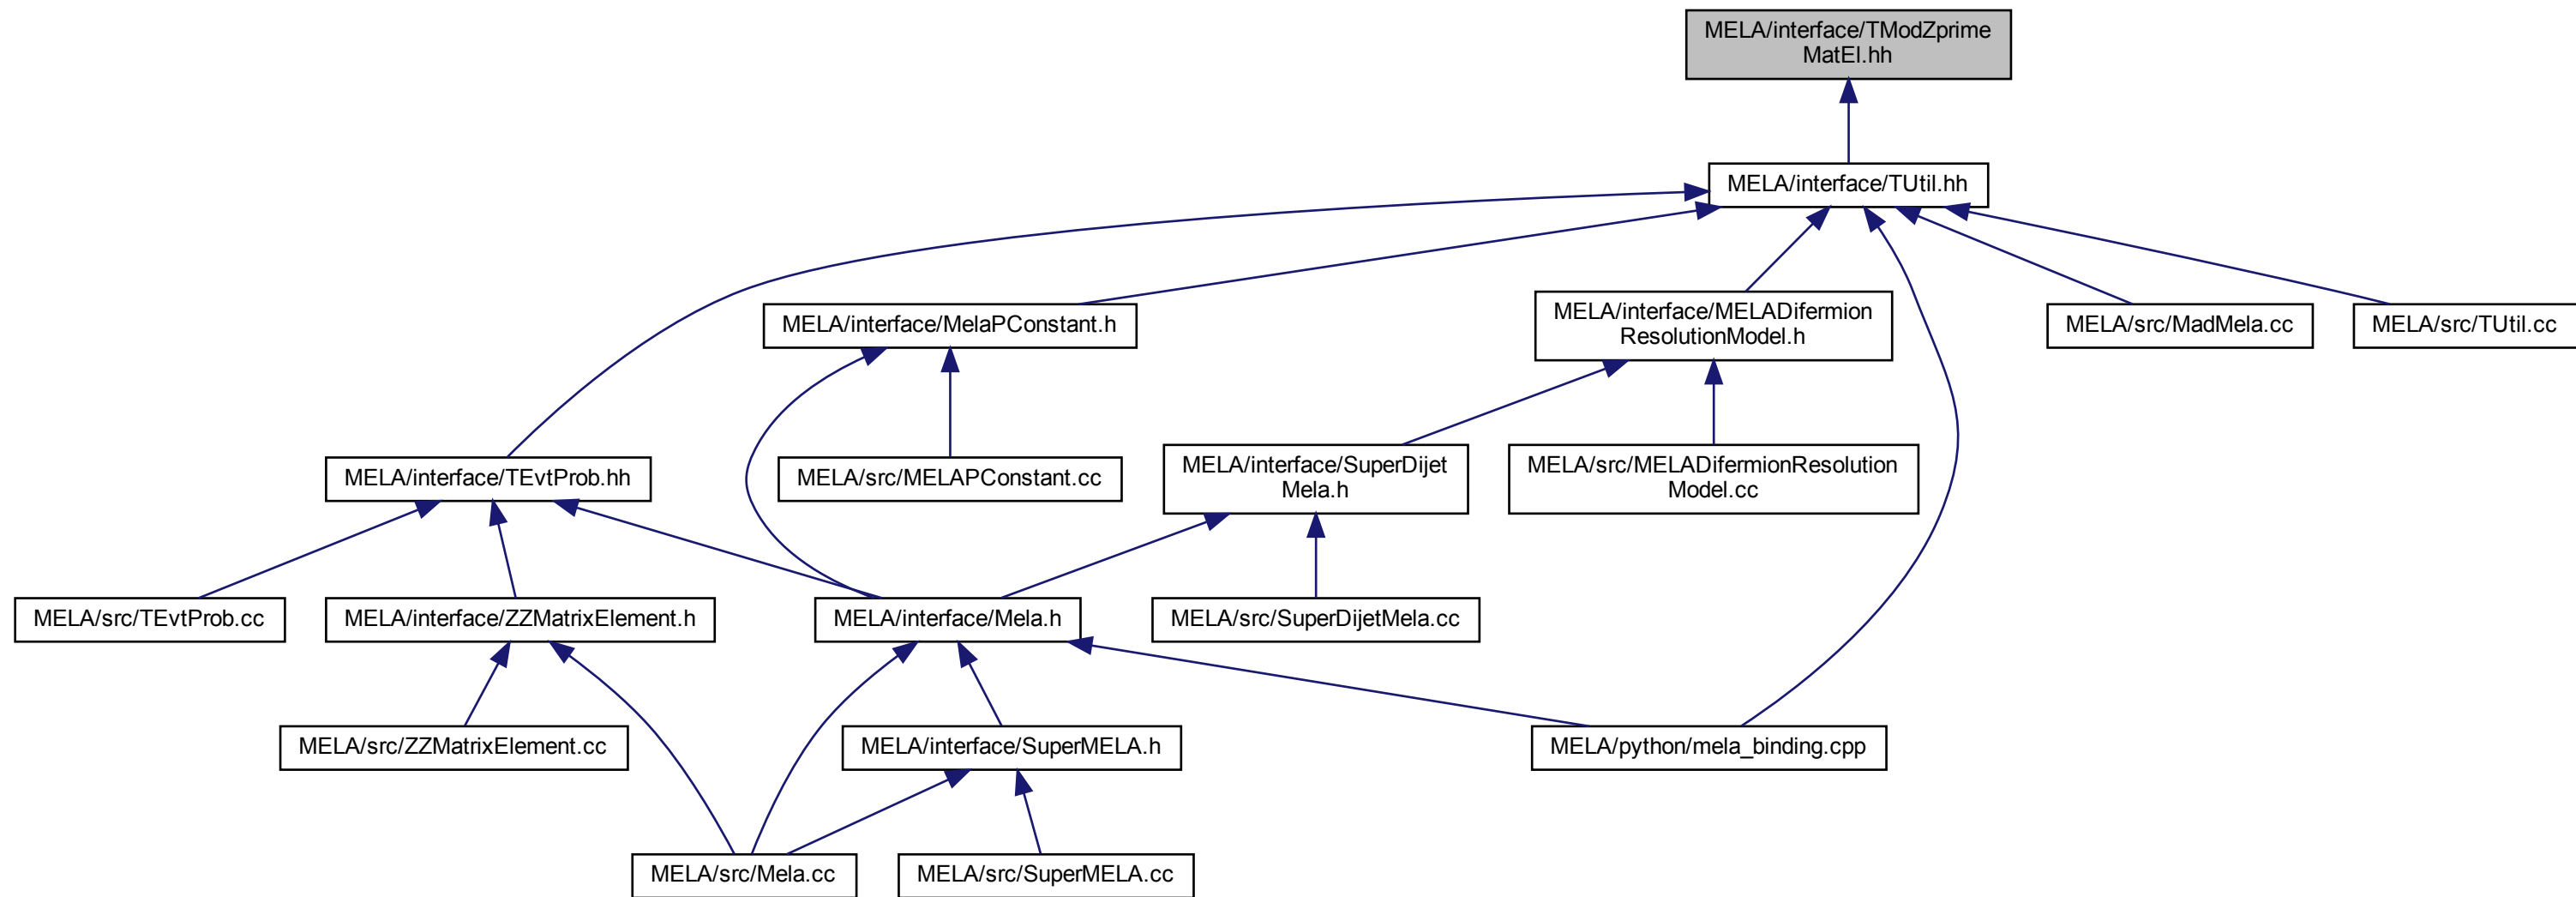 MELA/interface/TModZprime
MatEl.hh
MELA/interface/TUtil.hh
MELA/interface/MelaPConstant.h
MELA/interface/MELADifermion
ResolutionModel.h
MELA/src/MadMela.cc
MELA/src/TUtil.cc
MELA/interface/TEvtProb.hh
MELA/src/MELAPConstant.cc
MELA/interface/SuperDijet
Mela.h
MELA/src/MELADifermionResolution
Model.cc
MELA/src/TEvtProb.cc
MELA/interface/ZZMatrixElement.h
MELA/interface/Mela.h
MELA/src/SuperDijetMela.cc
MELA/src/ZZMatrixElement.cc
MELA/interface/SuperMELA.h
MELA/python/mela_binding.cpp
MELA/src/Mela.cc
MELA/src/SuperMELA.cc